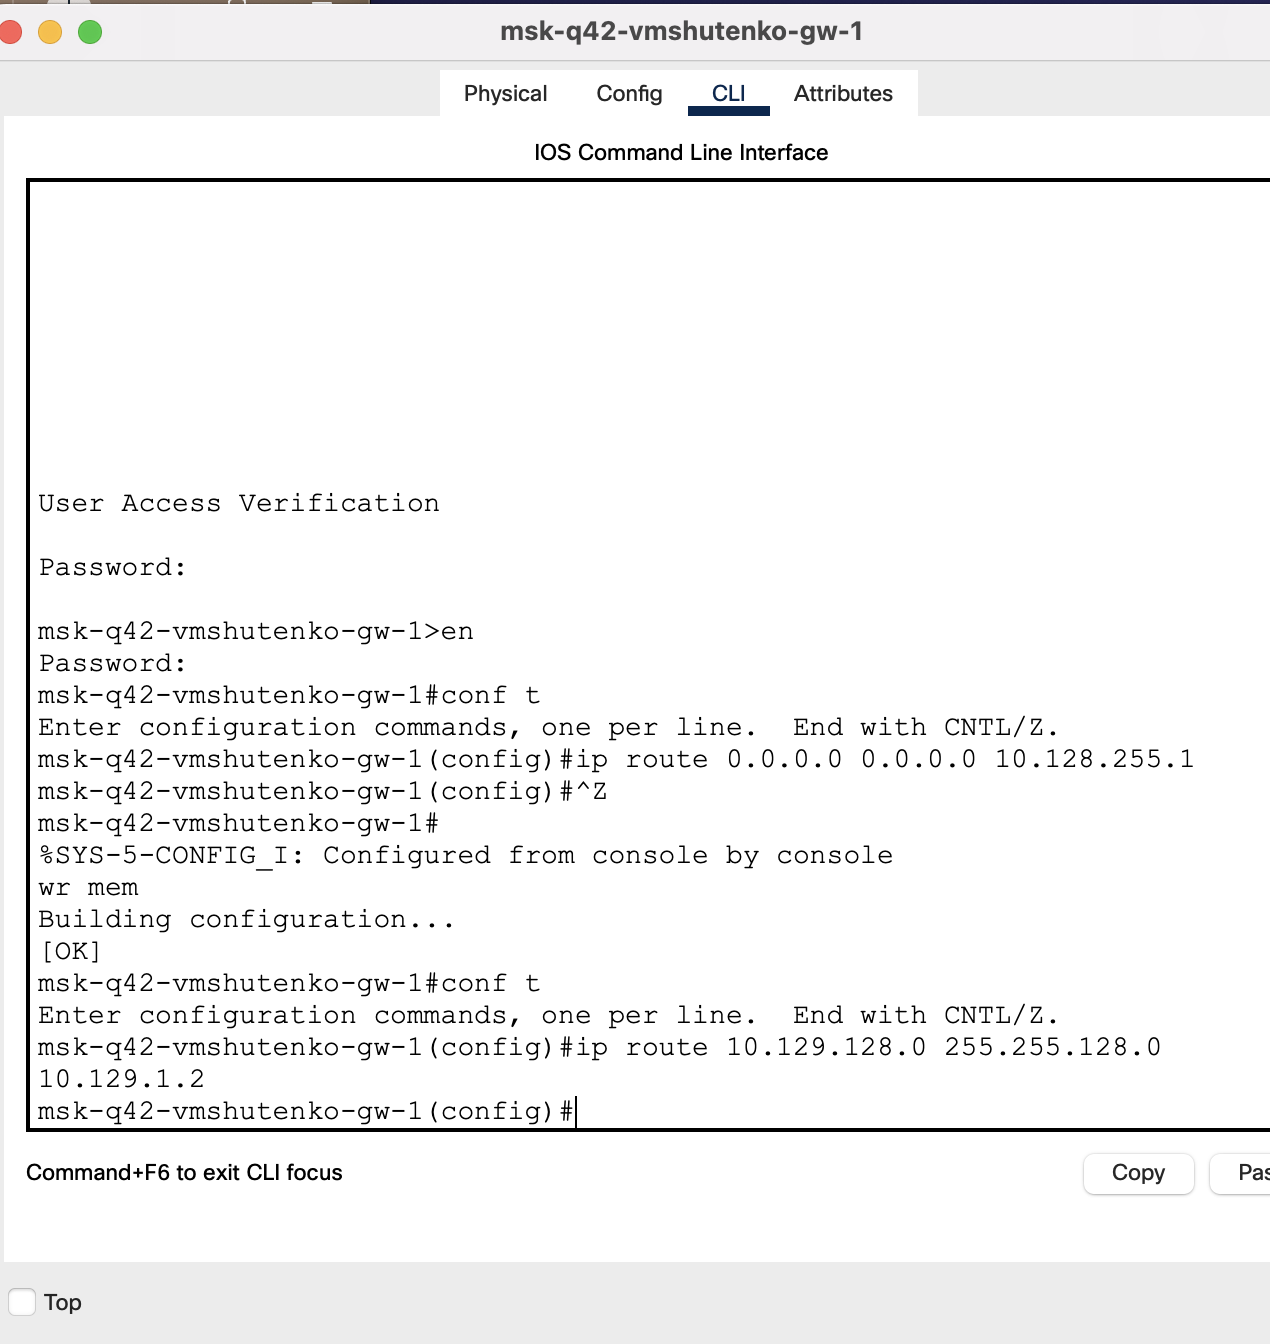 msk-q42-vmshutenko-gw-1
Physical Config CLI Attributes
IOS Command Line Interface
User Access Verification
Password:
msk-q42-vmshutenko-gw-1>en
Password:
msk-q42-vmshutenko-gw-1#conf t
Enter configuration commands, one per line.  End with CNTL/Z.
msk-q42-vmshutenko-gw-1(config)#ip route 0.0.0.0 0.0.0.0 10.128.255.1
msk-q42-vmshutenko-gw-1(config)#^Z
msk-q42-vmshutenko-gw-1#
%SYS-5-CONFIG_I: Configured from console by console
wr mem
Building configuration...
[OK]
msk-q42-vmshutenko-gw-1#conf t
Enter configuration commands, one per line.  End with CNTL/Z.
msk-q42-vmshutenko-gw-1(config)#ip route 10.129.128.0 255.255.128.0
10.129.1.2
msk-q42-vmshutenko-gw-1(config)#
Command+F6 to exit CLI focus
Copy Pas
Top